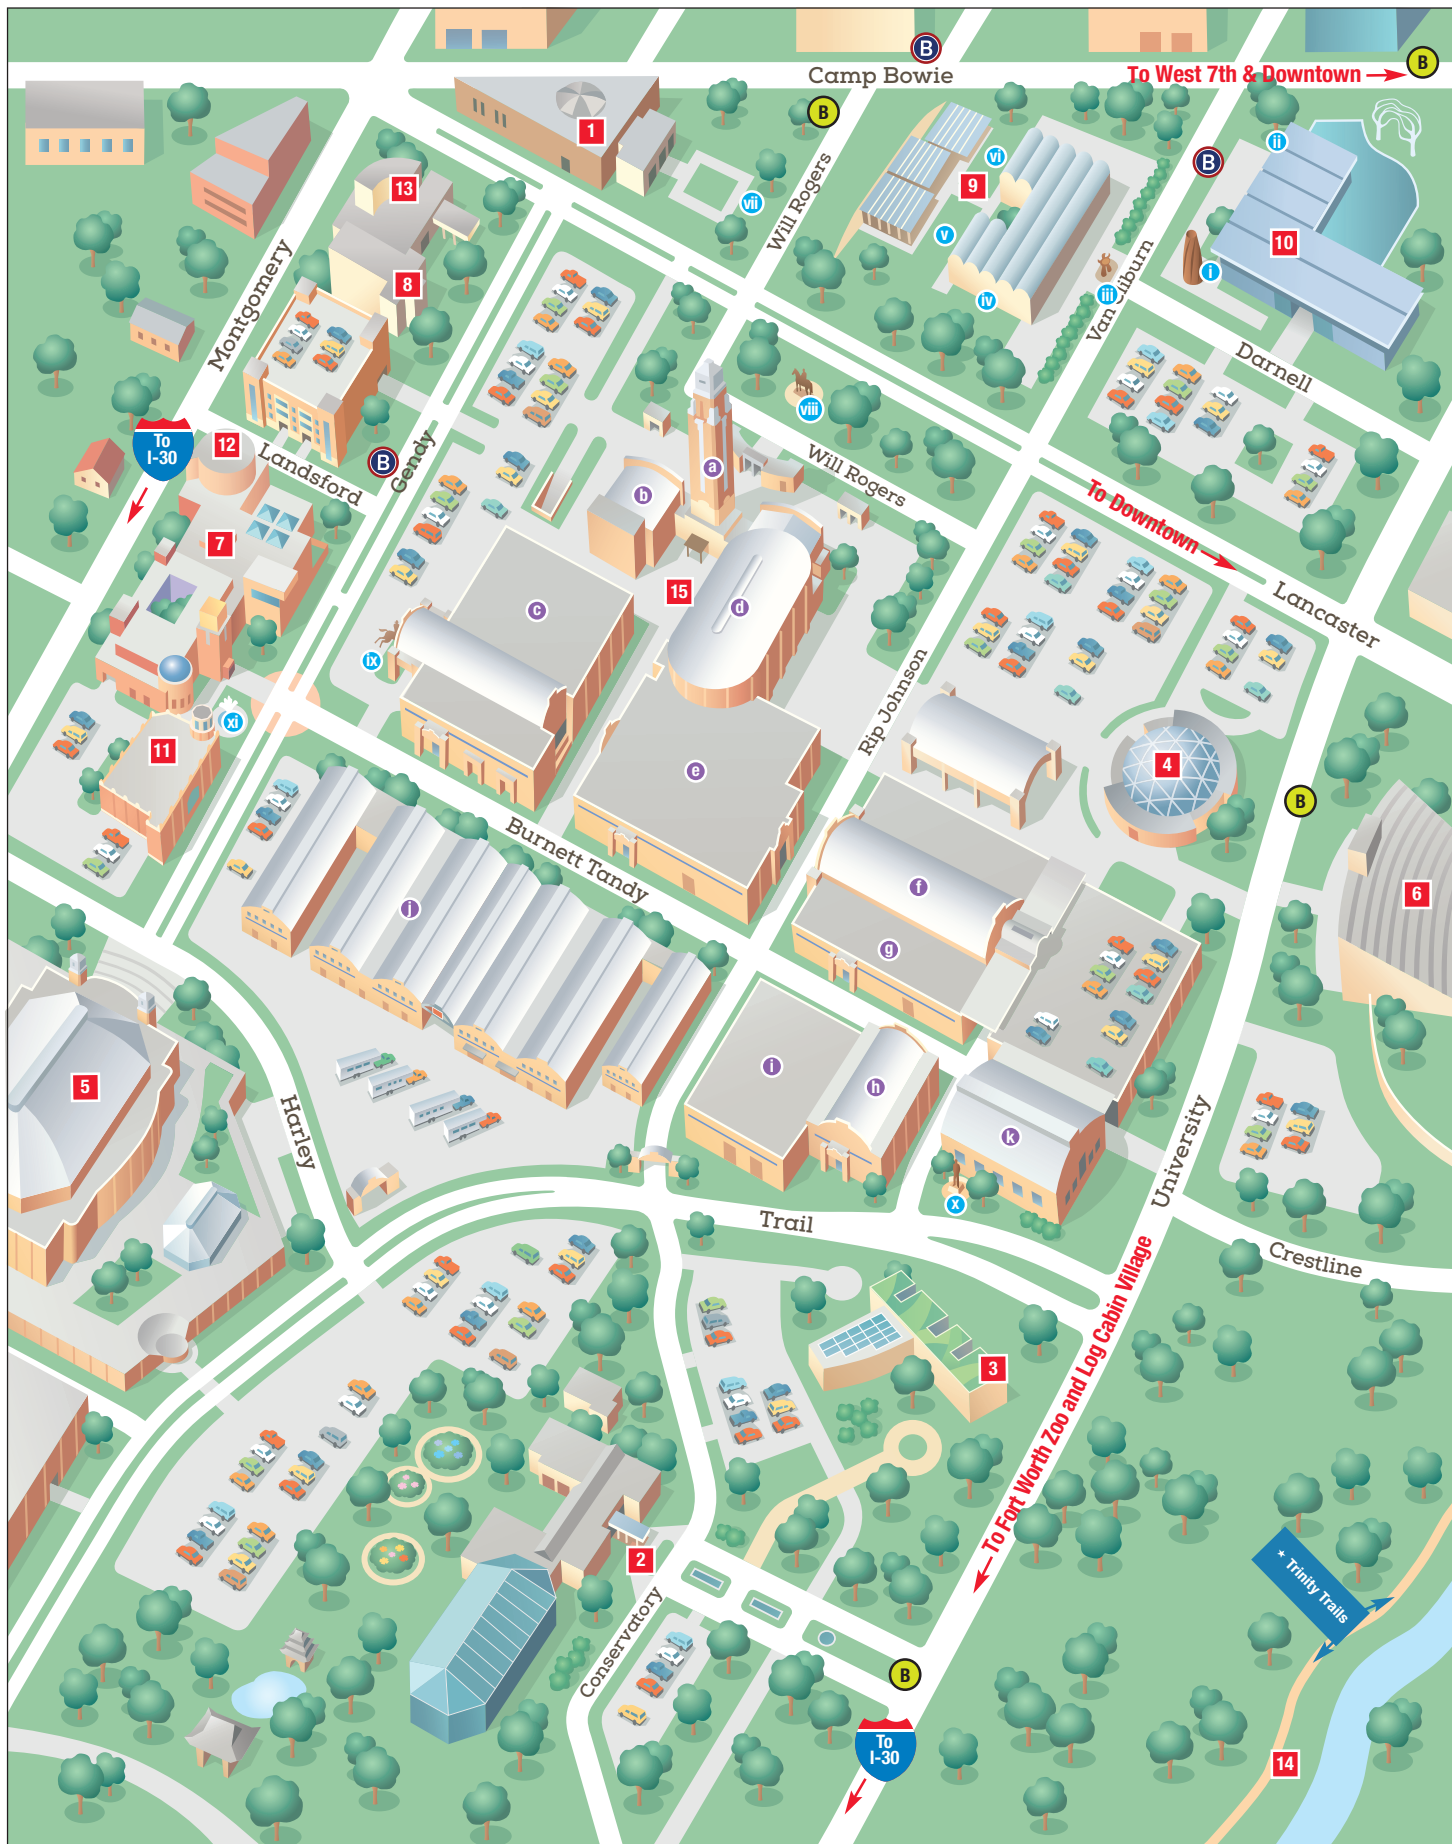 B
Camp Bowie
To West 7th & Downtown
B
B
1
Will Rogers
vi
9
ii
B
13
vii
v
10
i
8
iv
iii
Van Cliburn
Montgomery
Darnell
viii
To
I-30
12
Landsford
B
Gendy
a
b
Will Rogers
To Downtown
7
15
c
d
Lancaster
ix
Rip Johnson
xi
11
e
4
B
Burnett Tandy
f
6
j
g
5
i
h
Harley
k
University
x
Trail
Crestline
To Fort Worth Zoo and Log Cabin Village
3
2
Trinity Trails
Conservatory
B
To
I-30
14